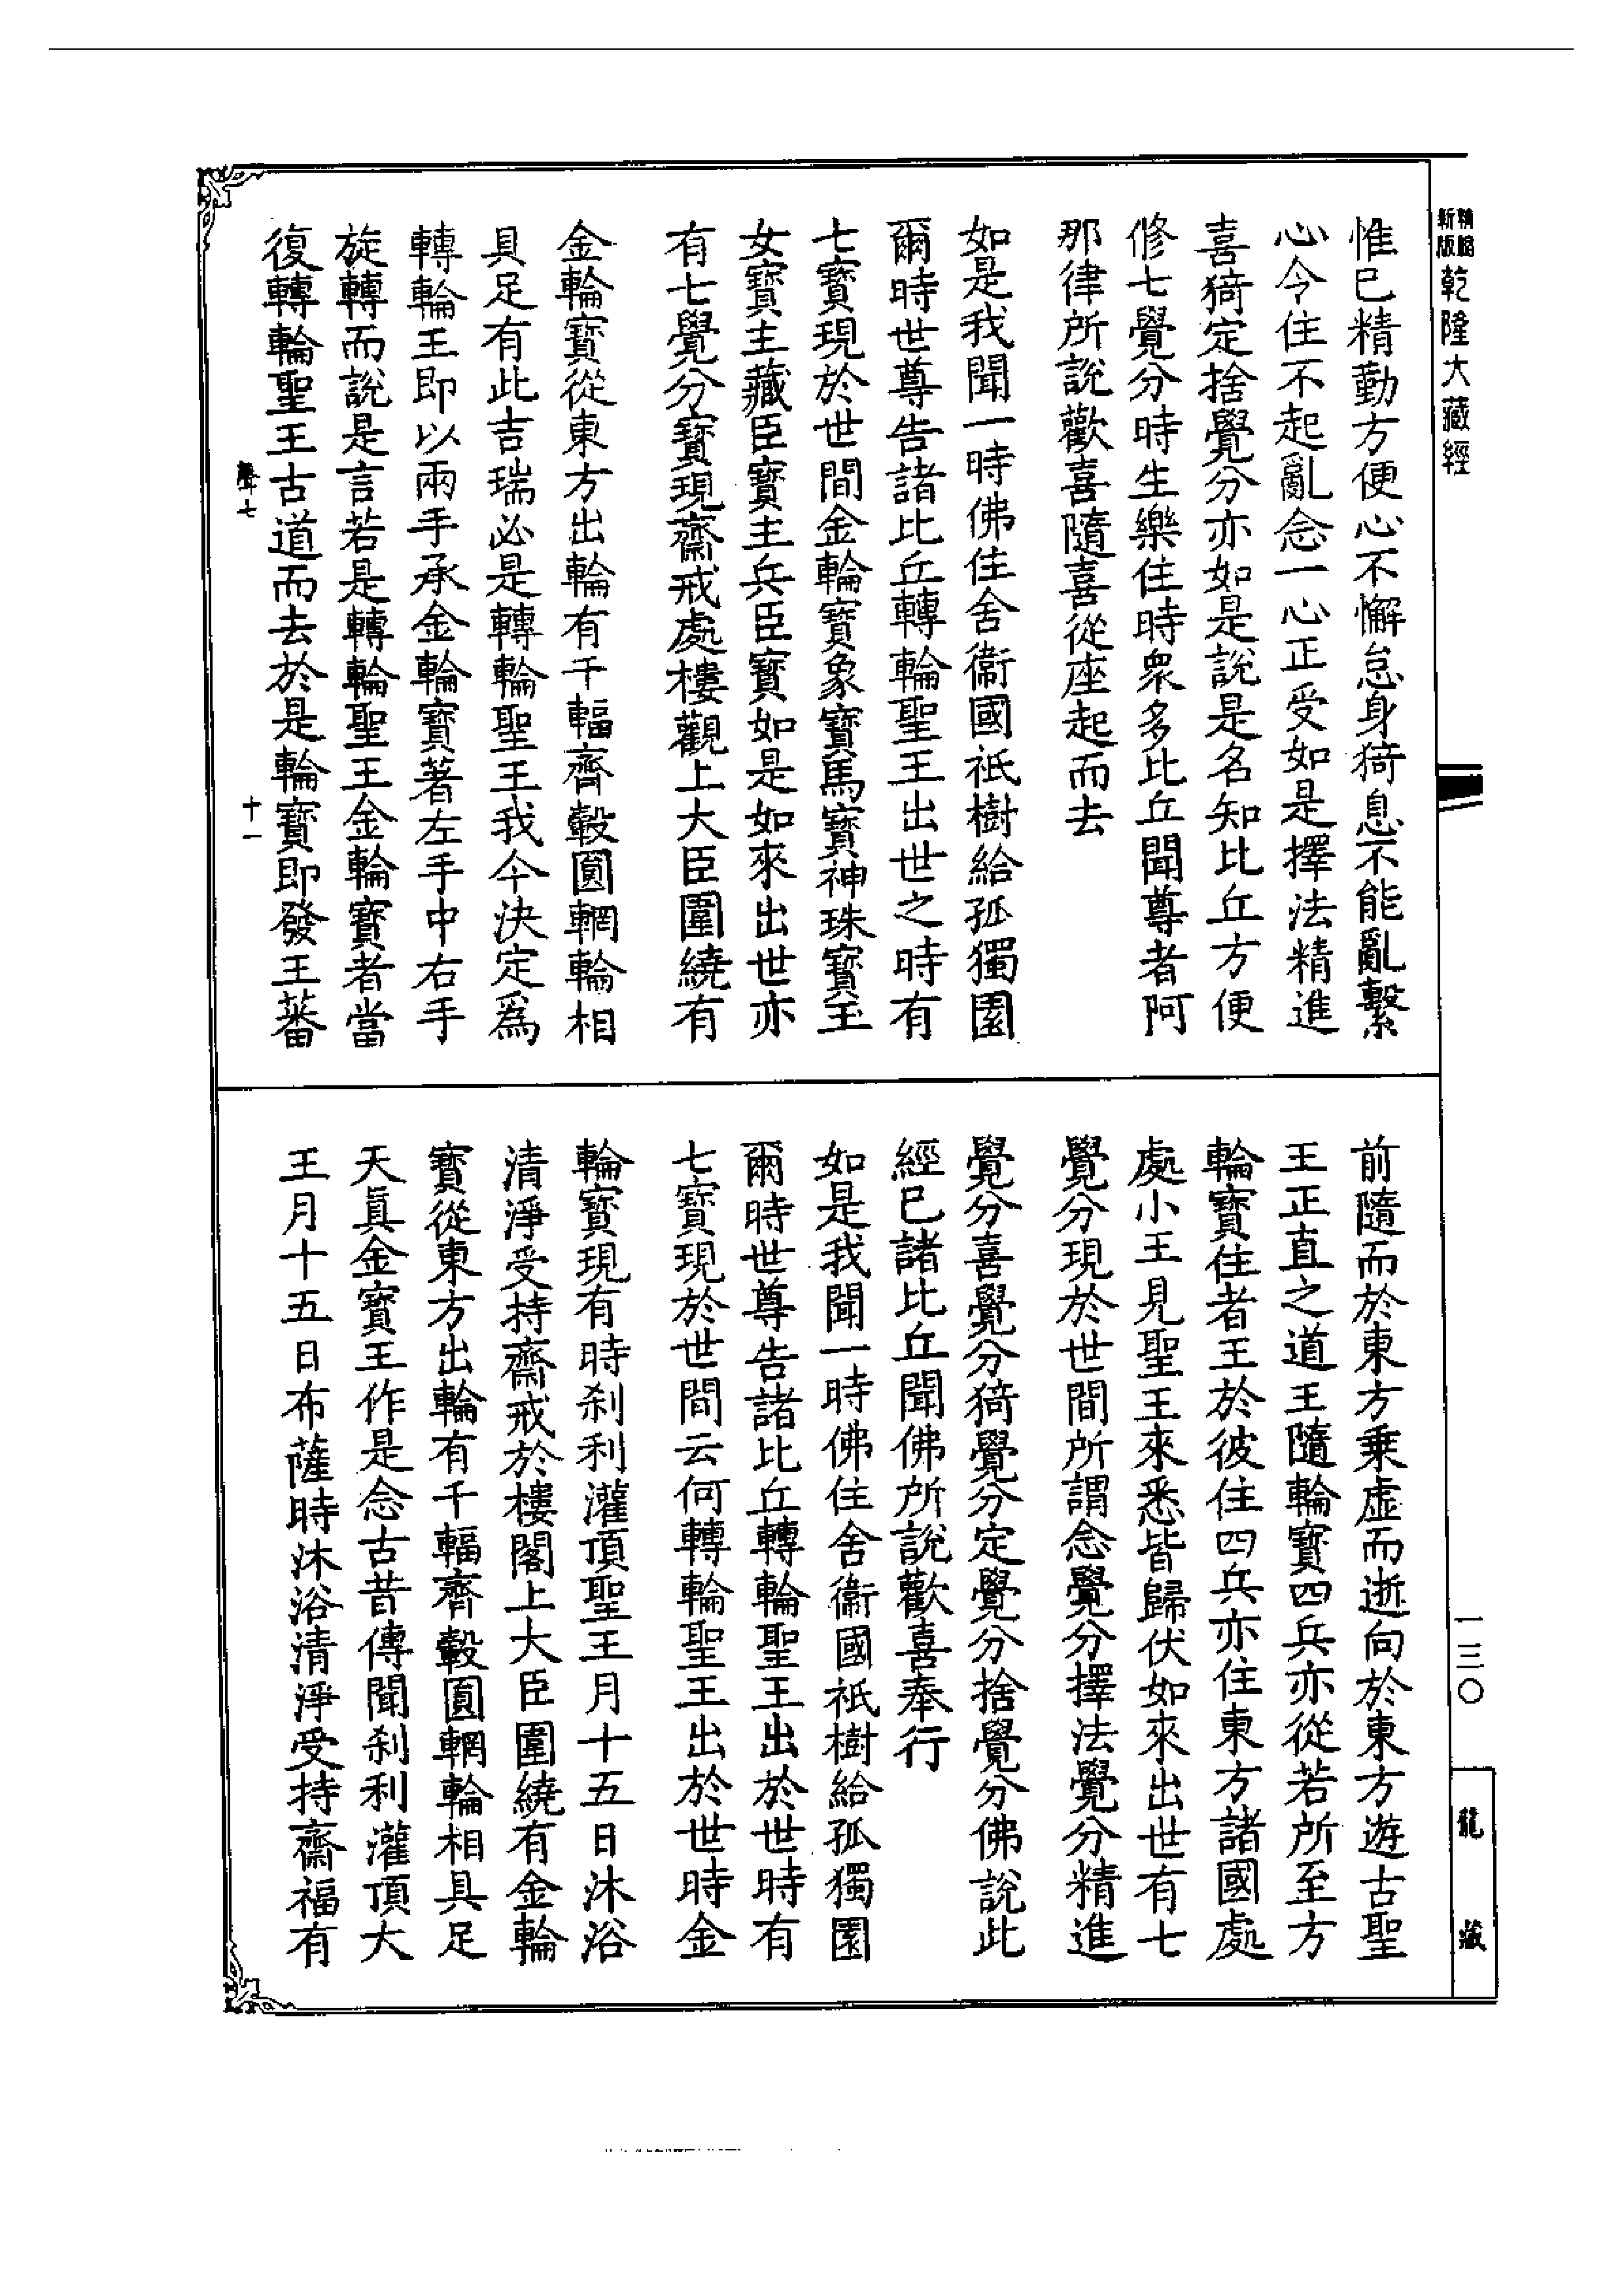 新版
乾隆大藏經
惟已精勤方便心不懈怠身猗息不能亂繫
心令住不起亂念一心正受如是擇法精進
喜猗定捨覺分亦如是說是名知比丘方便
修七覺分時生樂住時衆多比丘聞尊者阿
那律所說歡喜隨喜從座起而去
如是我聞一時佛住舍衞國祇樹給孤獨園
爾時世尊告諸比丘轉輪聖王出世之時有
七寶現於世間金輪寶象寶馬寶神珠寶玉
女寶主藏臣寶主兵臣寶如是如來出世亦
有七覺分寶現齋戒處樓觀上大臣圍繞有
金輪寶從東方出輪有千輻齊轂圓輞輪相
具足有此吉瑞必是轉輪聖王我今決定爲
轉輪王即以兩手承金輪寶著左手中右手
旋轉而說是言若是轉輪聖王金輪寶者當
復轉輪聖王古道而去於是輪寶即發王蕃
聲七
十一
前隨而於東方乗虛而逝向於東方遊古聖
王正直之道王隨輪寶四兵亦從若所至方
輪寶住者王於彼住四兵亦住東方諸國處
處小王見聖王來悉皆歸伏如來出世有七
覺分現於世間所謂念覺分擇法覺分精進
覺分喜覺分猗覺分定覺分捨覺分佛說此
經已諸比丘聞佛所說歡喜奉行
如是我聞一時佛住舍衞國祇樹給孤獨園
爾時世尊告諸比丘轉輪聖王出於世時有
七寶現於世間云何轉輪聖王出於世時金
輪寶現有時刹利灌頂聖王月十五日沐浴
清淨受持齋戒於樓閣上大臣圍繞有金輪
寶從東方出輪有千輻齊轂圓輞輪相具足
天眞金寶王作是念古昔傳聞刹利灌頂大
王月十五日布薩時沐浴清淨受持齋福有
一三〇
龍藏